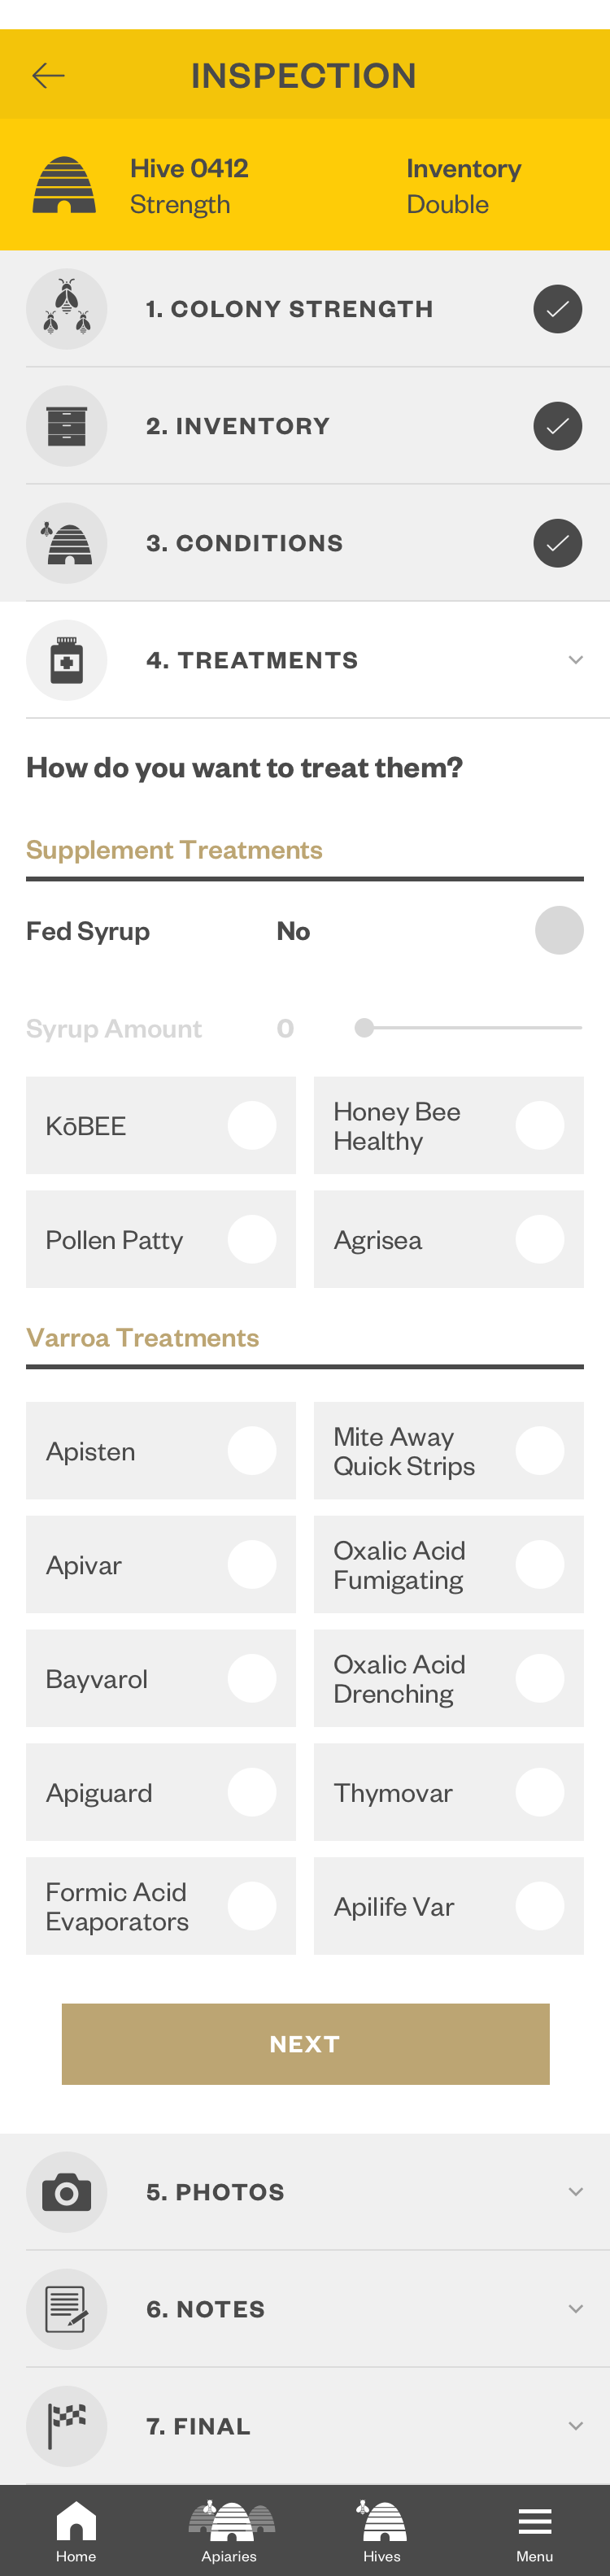 INSPECTION
Hive 0412
Strength
Inventory
Double
1. COLONY STRENGTH
2. INVENTORY
3. CONDITIONS
4. TREATMENTS
How do you want to treat them?
Supplement Treatments
Fed Syrup No
Syrup Amount 0
KōBEE
Honey Bee
Healthy
Pollen Patty
Agrisea
Varroa Treatments
Apisten
Mite Away
Quick Strips
Apivar
Oxalic Acid
Fumigating
Bayvarol
Oxalic Acid
Drenching
Apiguard
Thymovar
Formic Acid
Evaporators
Apilife Var
NEXT
5. PHOTOS
6. NOTES
7. FINAL
Home Apiaries Hives Menu